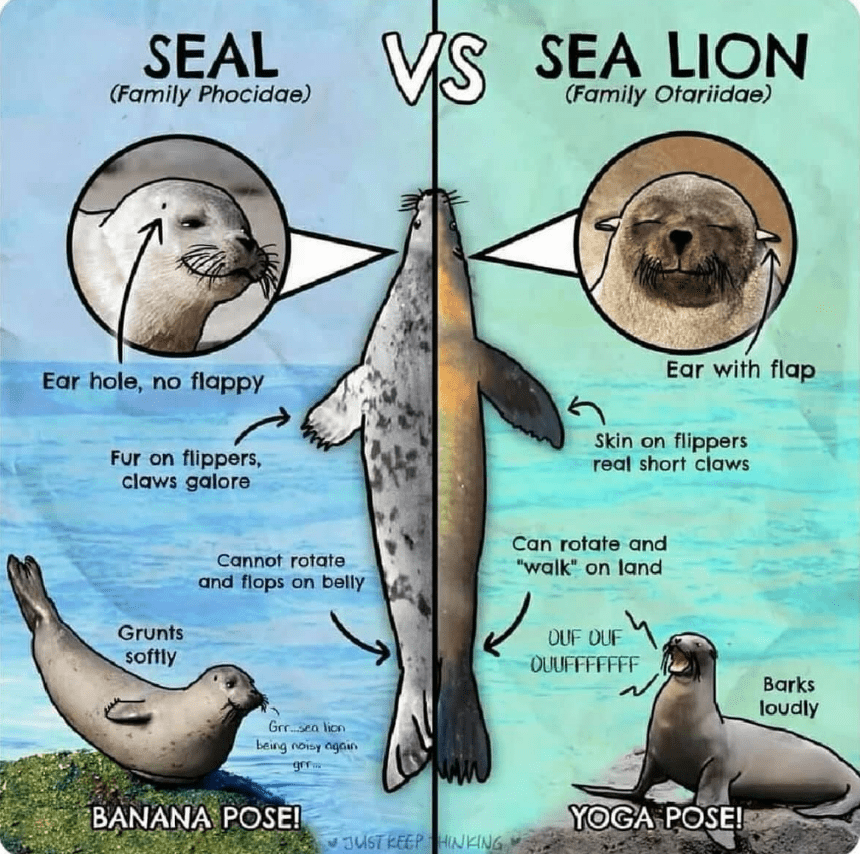 SEAL
(Family Phocidae)
VS
SEA LION
(Family Otariidae)
Ear hole, no flappy
Ear with flap
Fur on flippers,
claws galore
Skin on flippers
real short claws
Cannot rotate
and flops on belly
Can rotate and
"walk" on land
Grunts
softly
Grr...sea lion
being noisy again
grr...
OUF OUF
OUUFFFFFFF
Barks
loudly
BANANA POSE!
YOGA POSE!
JUST KEEP THINKING